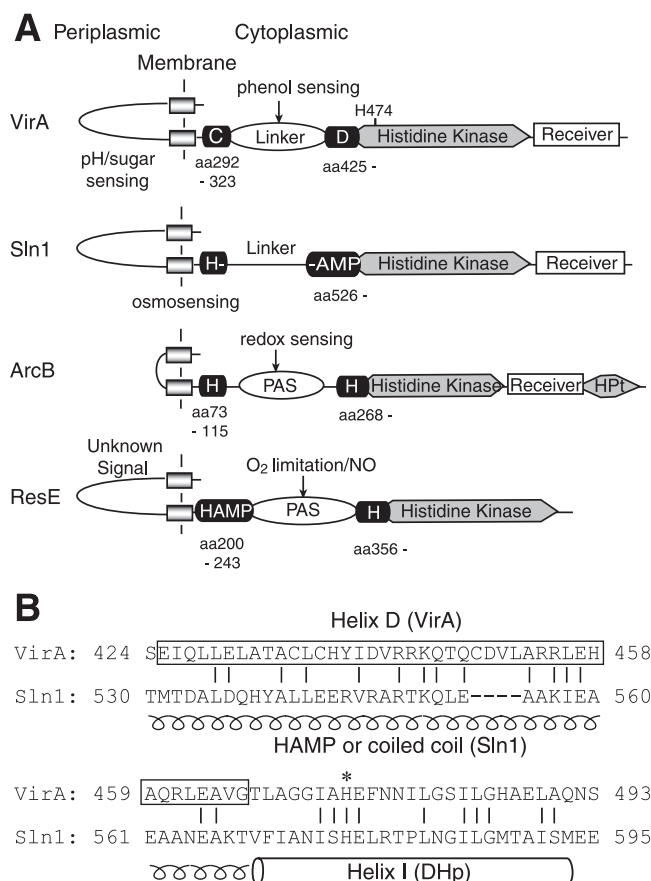 A
Periplasmic Cytoplasmic
Membrane
phenol sensing
H474
VirA
C Linker D Histidine Kinase Receiver
pH/sugar
sensing
aa292
- 323
aa425 -
Sln1
Linker
H- -AMP Histidine Kinase Receiver
osmosensing
aa526 -
redox sensing
ArcB
H PAS H Histidine Kinase Receiver HPt
aa73
- 115
aa268 -
Unknown
Signal
O2 limitation/NO
ResE
HAMP PAS H Histidine Kinase
aa200
- 243
aa356 -
B
Helix D (VirA)
VirA: 424 SEIQLLELATACLCHYIDVRRKQTQCDVLARRLEH 458
Sln1: 530 TMTDALDQHYALLEERVRARTKQLE----AAKIEA 560
HAMP or coiled coil (Sln1)
*
VirA: 459 AQRLEAVGTLAGGIAHEFNNILGSILGHAELAQNS 493
Sln1: 561 EAANEAKTVFIANISHELRTPLNGILGMTAISMEE 595
Helix I (DHp)